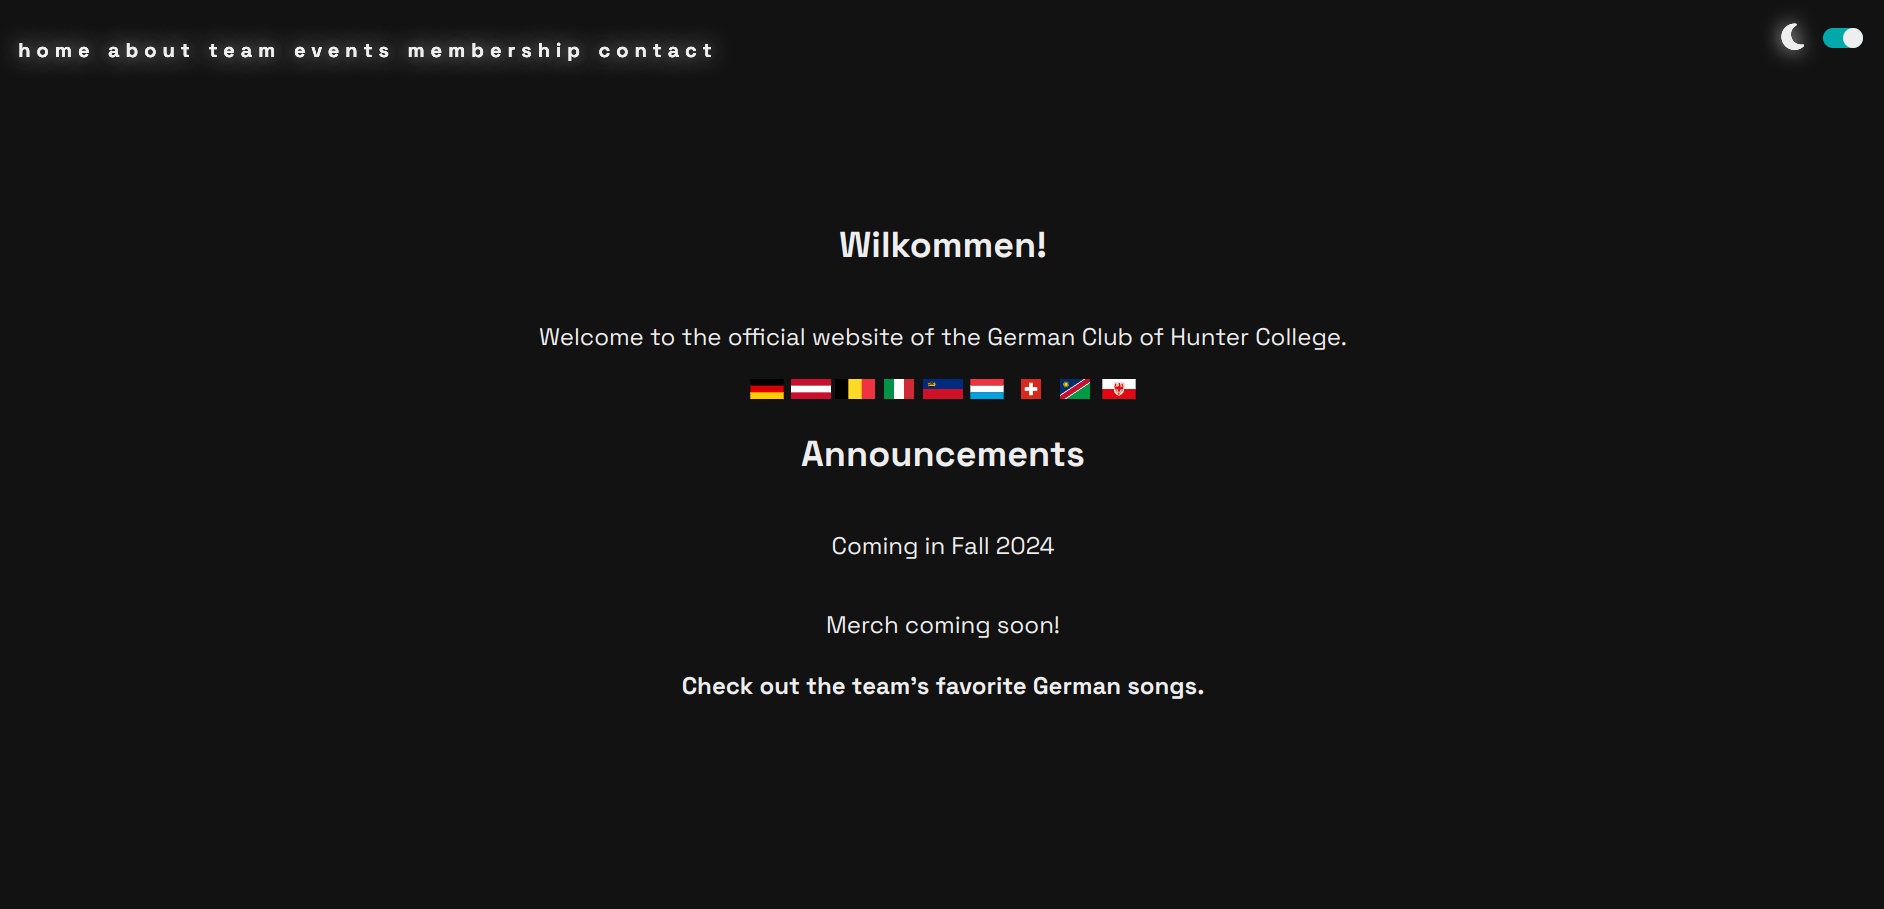 home about team events membership contact
Wilkommen!
Welcome to the official website of the German Club of Hunter College.
Announcements
Coming in Fall 2024
Merch coming soon!
Check out the team's favorite German songs.